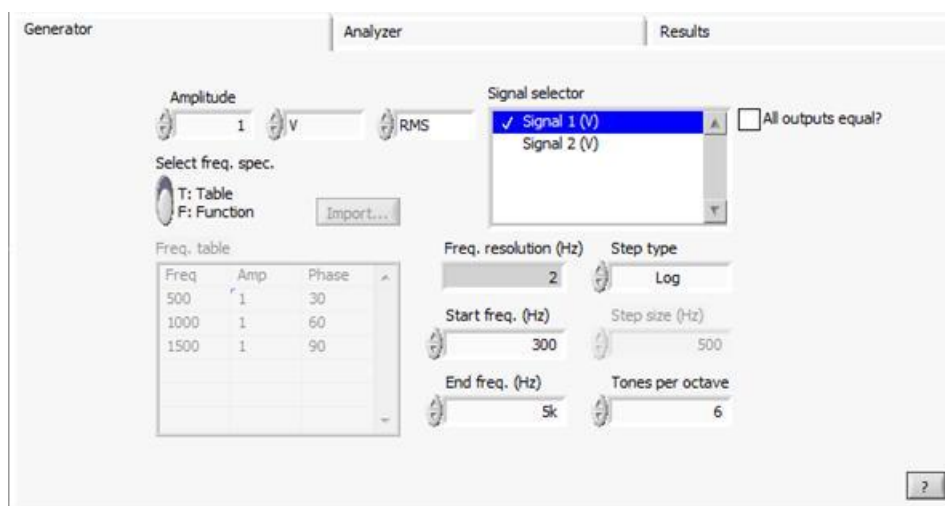 Generator
Analyzer
Results
Amplitude
1
V
RMS
Signal selector
✓ Signal 1 (V)
Signal 2 (V)
All outputs equal?
Select freq. spec.
T: Table
F: Function
Import...
Freq. table
Freq Amp Phase
500 1 30
1000 1 60
1500 1 90
Freq. resolution (Hz)
2
Step type
Log
Start freq. (Hz)
300
Step size (Hz)
500
End freq. (Hz)
5k
Tones per octave
6
?